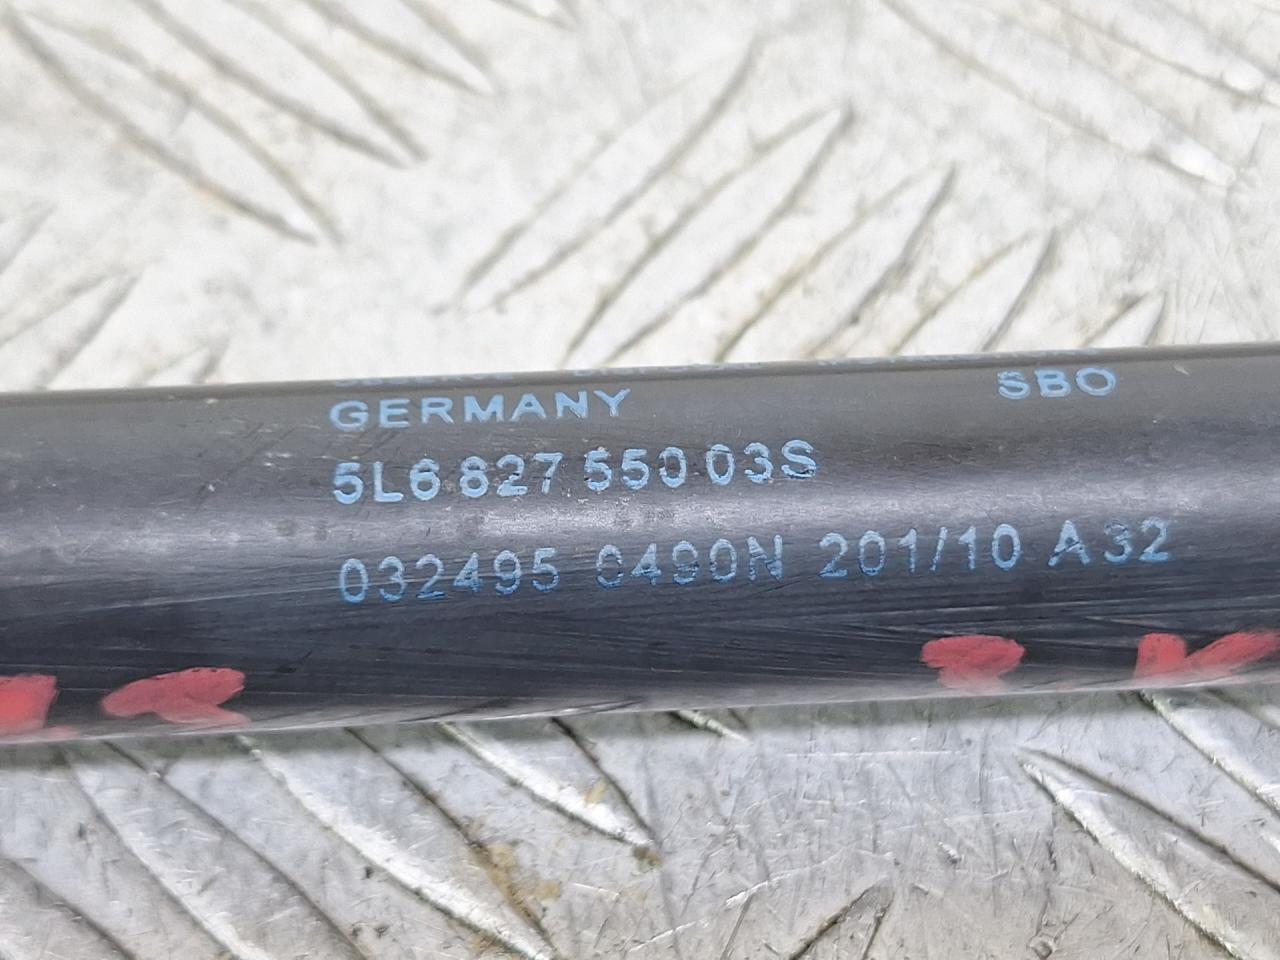 GERMANY SBO
5L6 827 550 03S
032495 0490N 201/10 A32